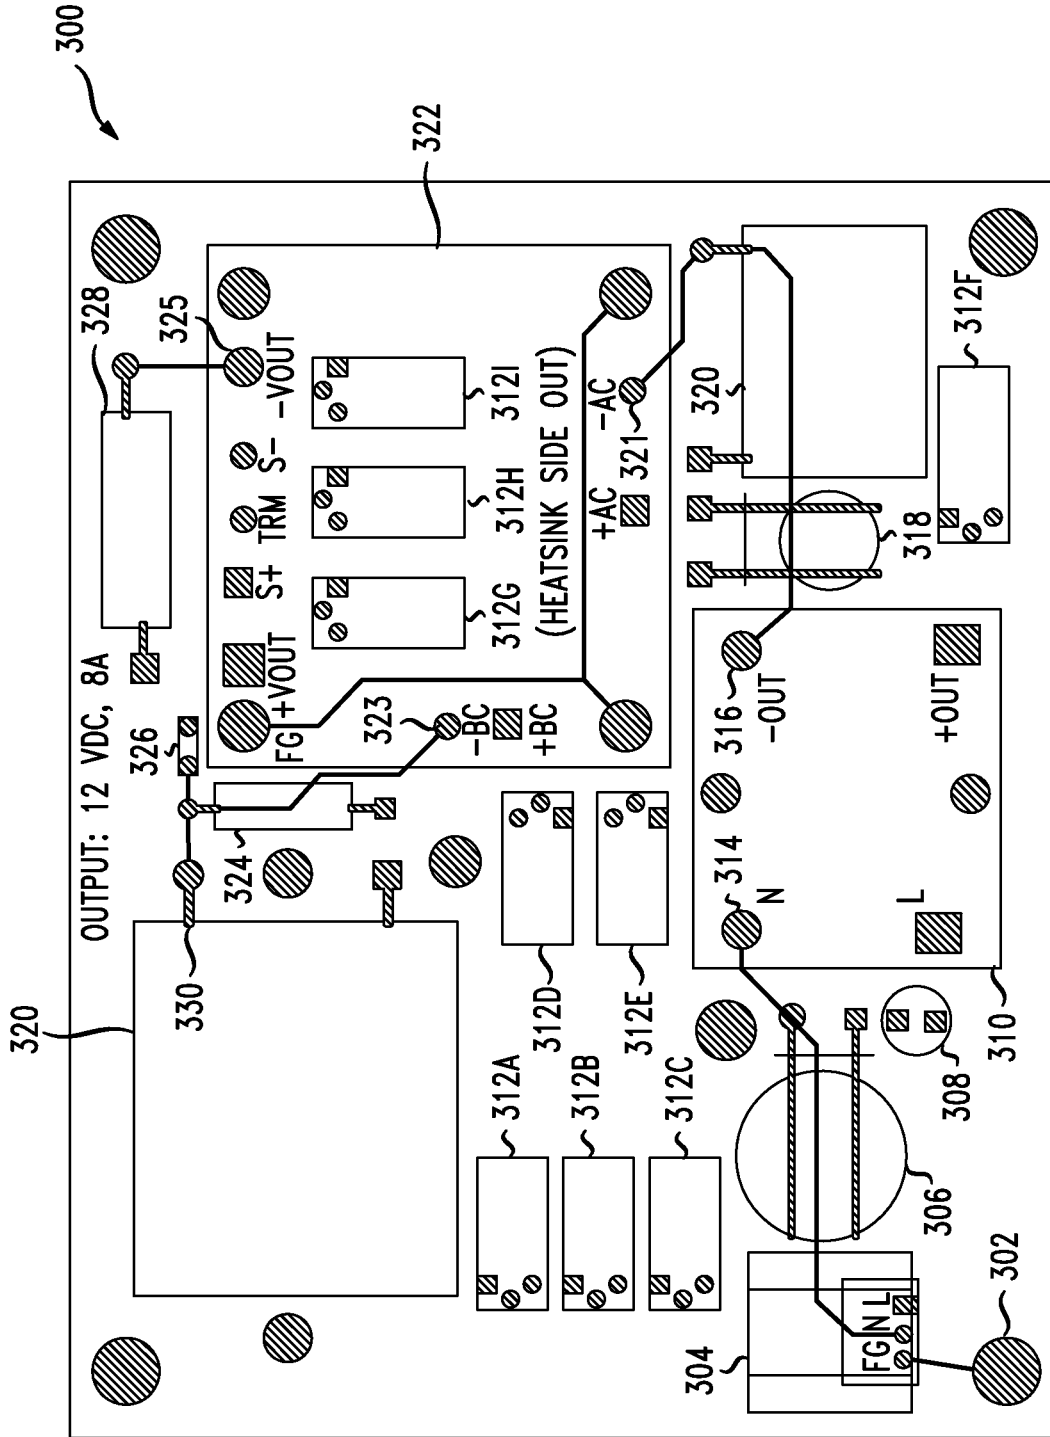 300
OUTPUT: 12 VDC, 8A
328
325
322
-VOUT
S-
TRM
S+
+VOUT
FG
312I
312H
312G
(HEATSINK SIDE OUT)
-AC
321
+AC
320
312F
318
326
324
323
-BC
+BC
316
-OUT
+OUT
314
N
L
310
320
330
312D
312E
312A
312B
312C
308
306
304
FG
N
L
302